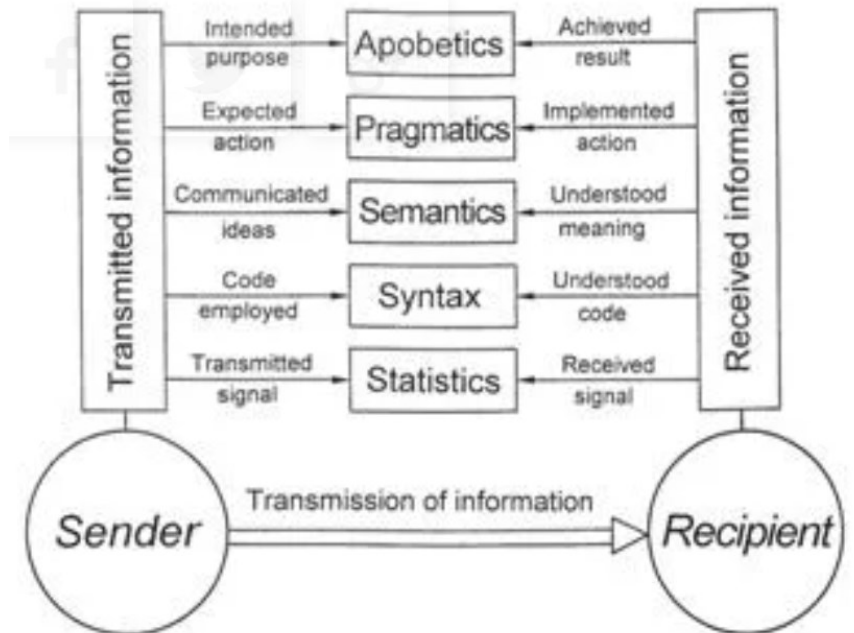 Transmitted information
Intended
purpose
Apobetics
Achieved
result
Expected
action
Pragmatics
Implemented
action
Communicated
ideas
Semantics
Understood
meaning
Code
employed
Syntax
Understood
code
Transmitted
signal
Statistics
Received
signal
Received information
Sender
Transmission of information
Recipient